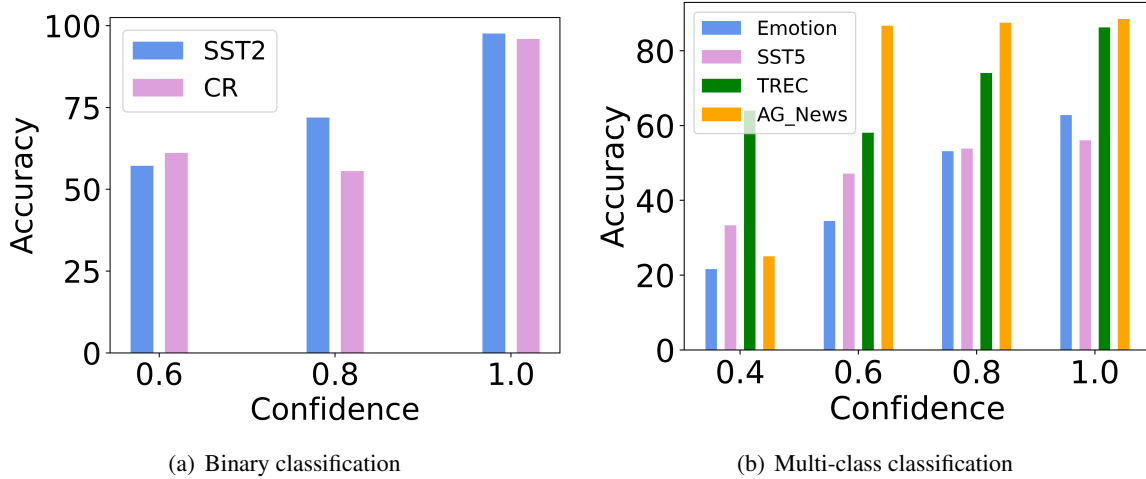 100
75
50
25
0
Accuracy
SST2
CR
0.6 0.8 1.0
Confidence
(a) Binary classification
80
60
40
20
0
Accuracy
Emotion
SST5
TREC
AG_News
0.4 0.6 0.8 1.0
Confidence
(b) Multi-class classification